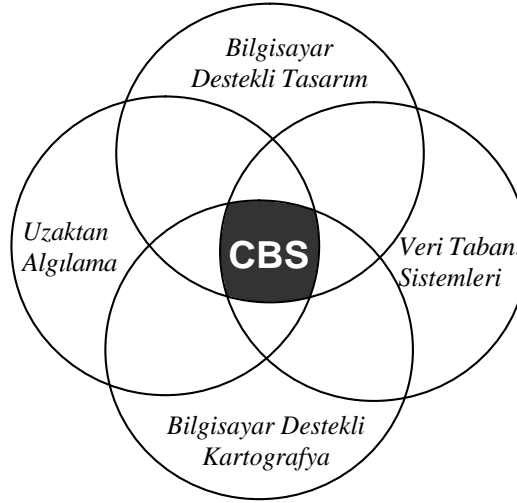 Bilgisayar
Destekli Tasarım
Uzaktan
Algılama
CBS
Veri Taban
Sistemleri
Bilgisayar Destekli
Kartografya